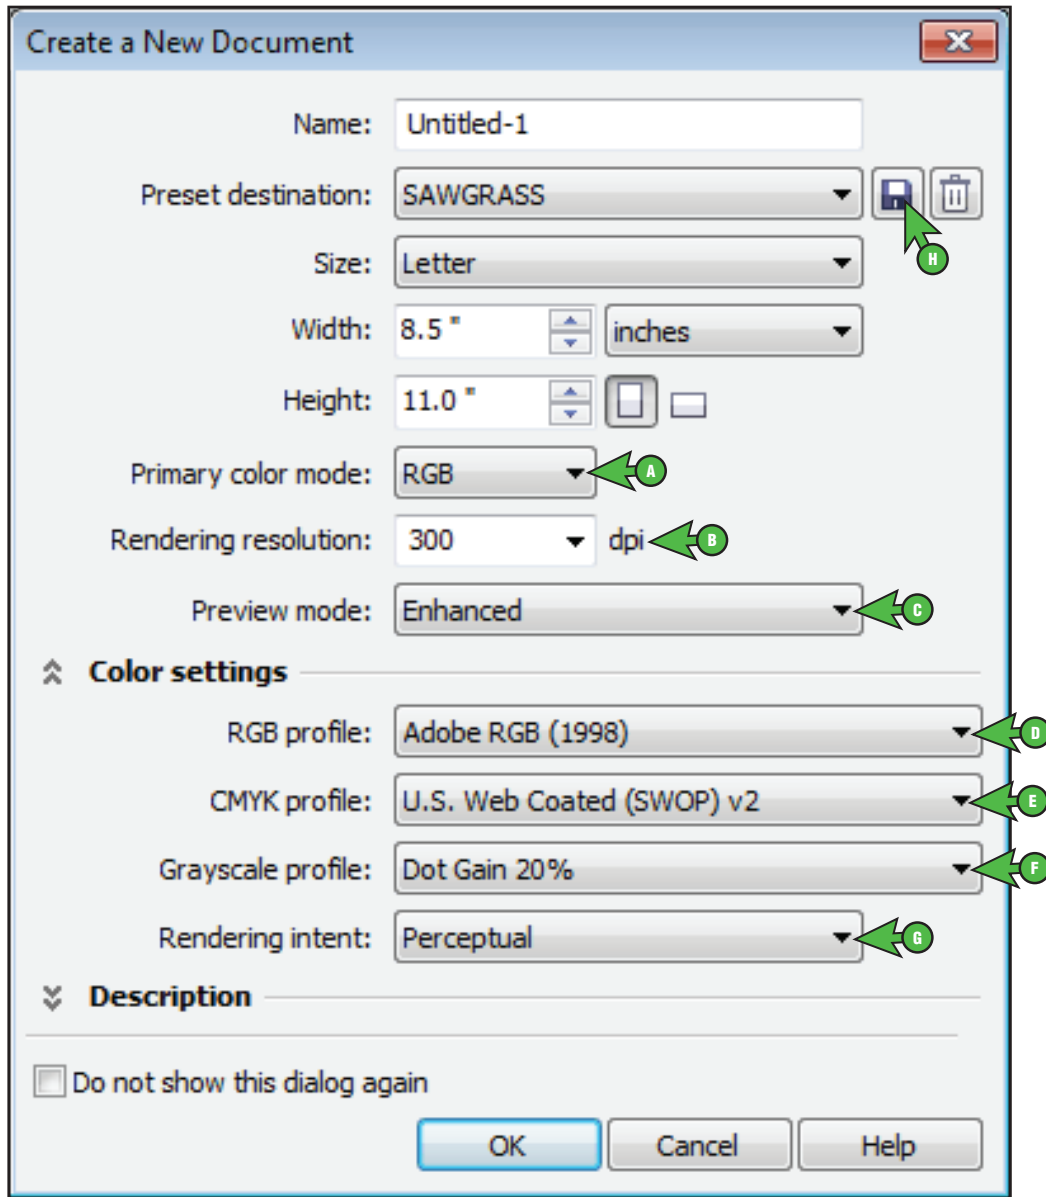 Create a New Document
Name: Untitled-1
Preset destination: SAWGRASS
H
Size: Letter
Width: 8.5 " inches
Height: 11.0 "
Primary color mode: RGB A
Rendering resolution: 300 dpi B
Preview mode: Enhanced C
Color settings
RGB profile: Adobe RGB (1998) D
CMYK profile: U.S. Web Coated (SWOP) v2 E
Grayscale profile: Dot Gain 20% F
Rendering intent: Perceptual G
Description
Do not show this dialog again
OK Cancel Help